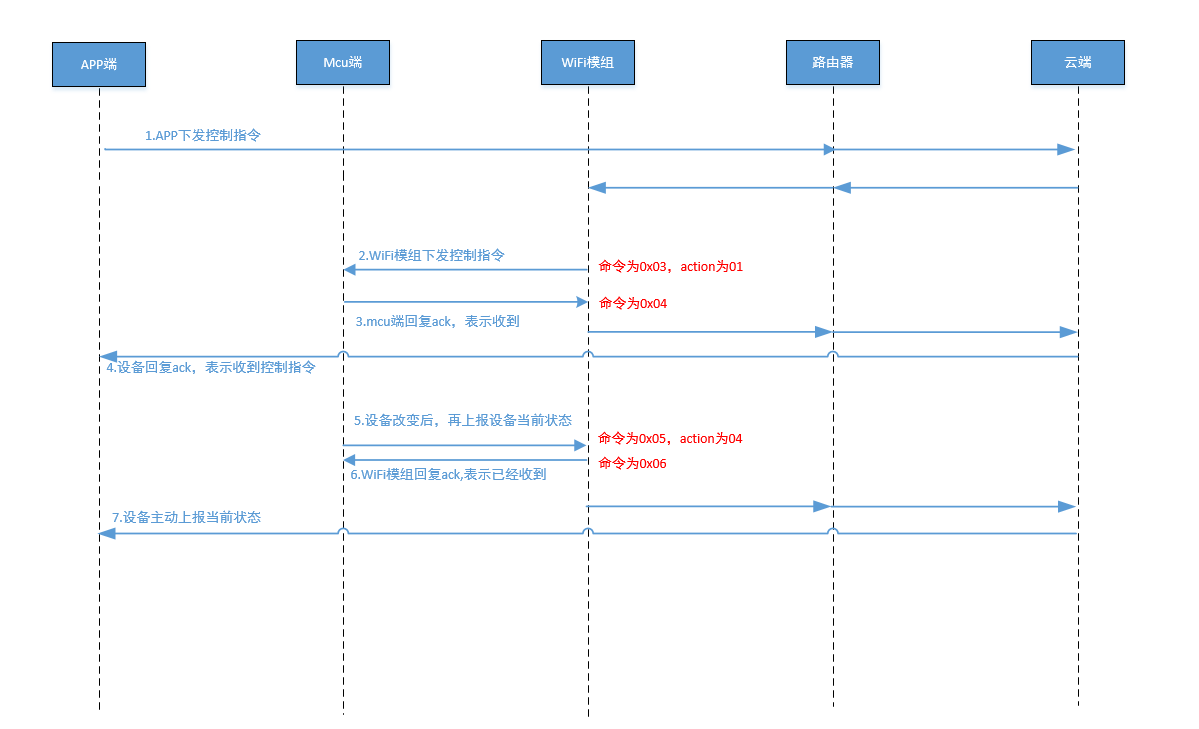 APP端
Mcu端
WiFi模组
路由器
云端
1.APP下发控制指令
2.WiFi模组下发控制指令
命令为0x03，action为01
命令为0x04
3.mcu端回复ack，表示收到
4.设备回复ack，表示收到控制指令
5.设备改变后，再上报设备当前状态
命令为0x05，action为04
命令为0x06
6.WiFi模组回复ack,表示已经收到
7.设备主动上报当前状态